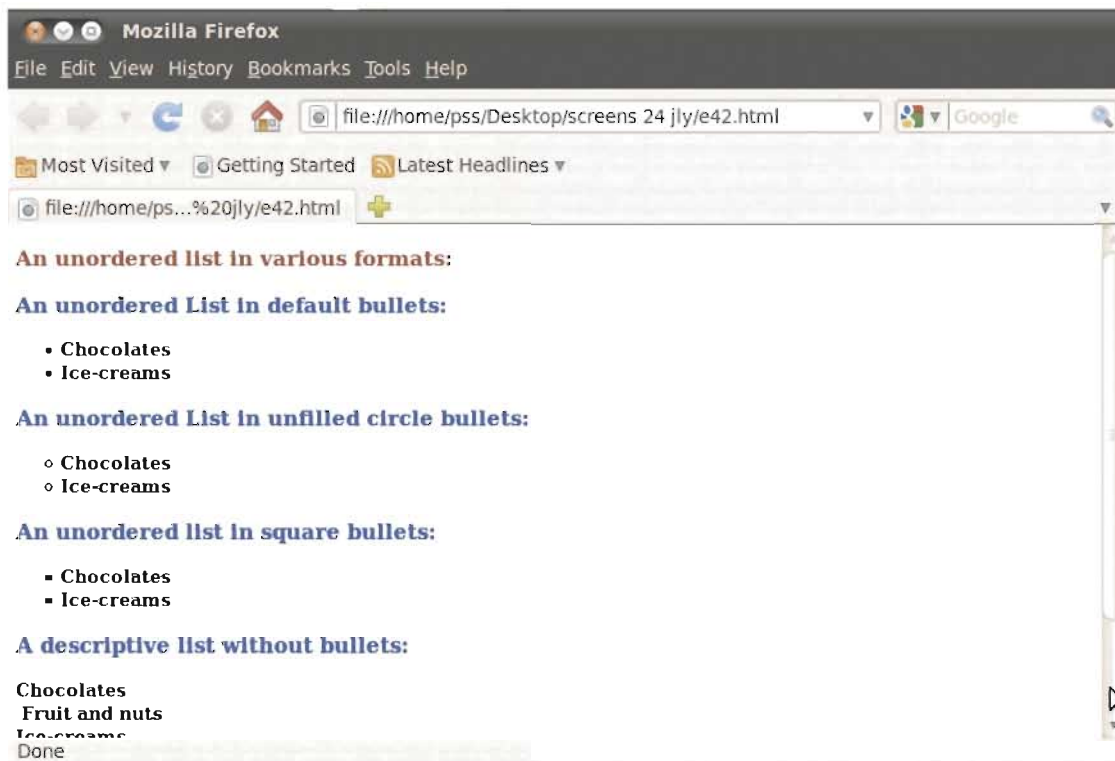 Mozilla Firefox
File Edit View History Bookmarks Tools Help
file:///home/pss/Desktop/screens 24 jly/e42.html Google
Most Visited Getting Started Latest Headlines
file:///home/ps...%20jly/e42.html
An unordered list in various formats:
An unordered List in default bullets:
• Chocolates
• Ice-creams
An unordered List in unfilled circle bullets:
◦ Chocolates
◦ Ice-creams
An unordered list in square bullets:
▪ Chocolates
▪ Ice-creams
A descriptive list without bullets:
Chocolates
Fruit and nuts
Ice-creams
Done